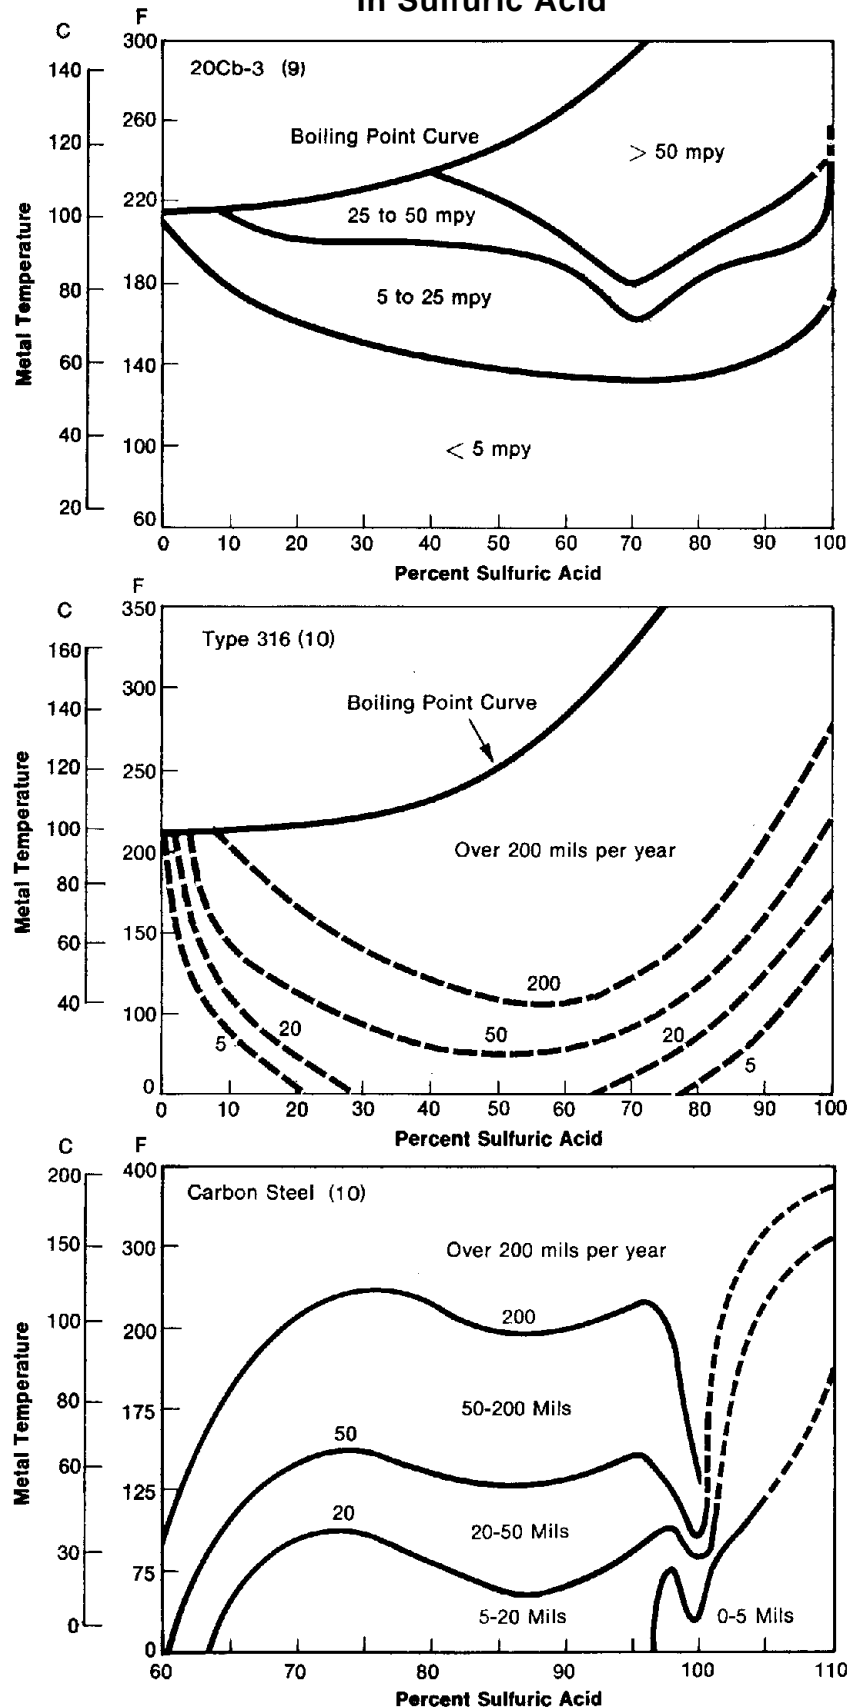 In Sulfuric Acid
C F
300
140
20Cb-3 (9)
260
120
Boiling Point Curve
> 50 mpy
220
100
25 to 50 mpy
180
80
5 to 25 mpy
140
60
100
40
< 5 mpy
20
60
Metal Temperature
0 10 20 30 40 50 60 70 80 90 100
Percent Sulfuric Acid
C F
350
160
Type 316 (10)
300
140
Boiling Point Curve
250
120
100
200
Over 200 mils per year
80
150
60
200
40
100
50
20
20
5
5
0
Metal Temperature
0 10 20 30 40 50 60 70 80 90 100
Percent Sulfuric Acid
C F
200
400
Carbon Steel (10)
150
300
Over 200 mils per year
100
200
200
80
175
50-200 Mils
50
60
125
20
20-50 Mils
30
75
5-20 Mils
0-5 Mils
0
0
Metal Temperature
60 70 80 90 100 110
Percent Sulfuric Acid